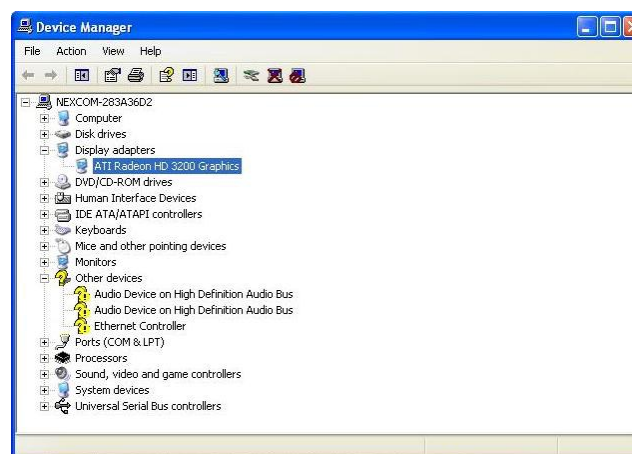 Device Manager
File Action View Help
NEXCOM-283A36D2
Computer
Disk drives
Display adapters
ATI Radeon HD 3200 Graphics
DVD/CD-ROM drives
Human Interface Devices
IDE ATA/ATAPI controllers
Keyboards
Mice and other pointing devices
Monitors
Other devices
Audio Device on High Definition Audio Bus
Audio Device on High Definition Audio Bus
Ethernet Controller
Ports (COM & LPT)
Processors
Sound, video and game controllers
System devices
Universal Serial Bus controllers